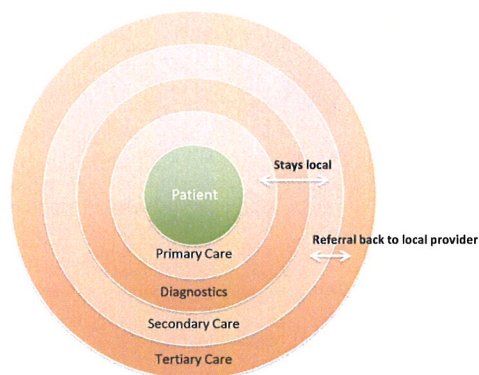 Stays local
Patient
Referral back to local provider
Primary Care
Diagnostics
Secondary Care
Tertiary Care